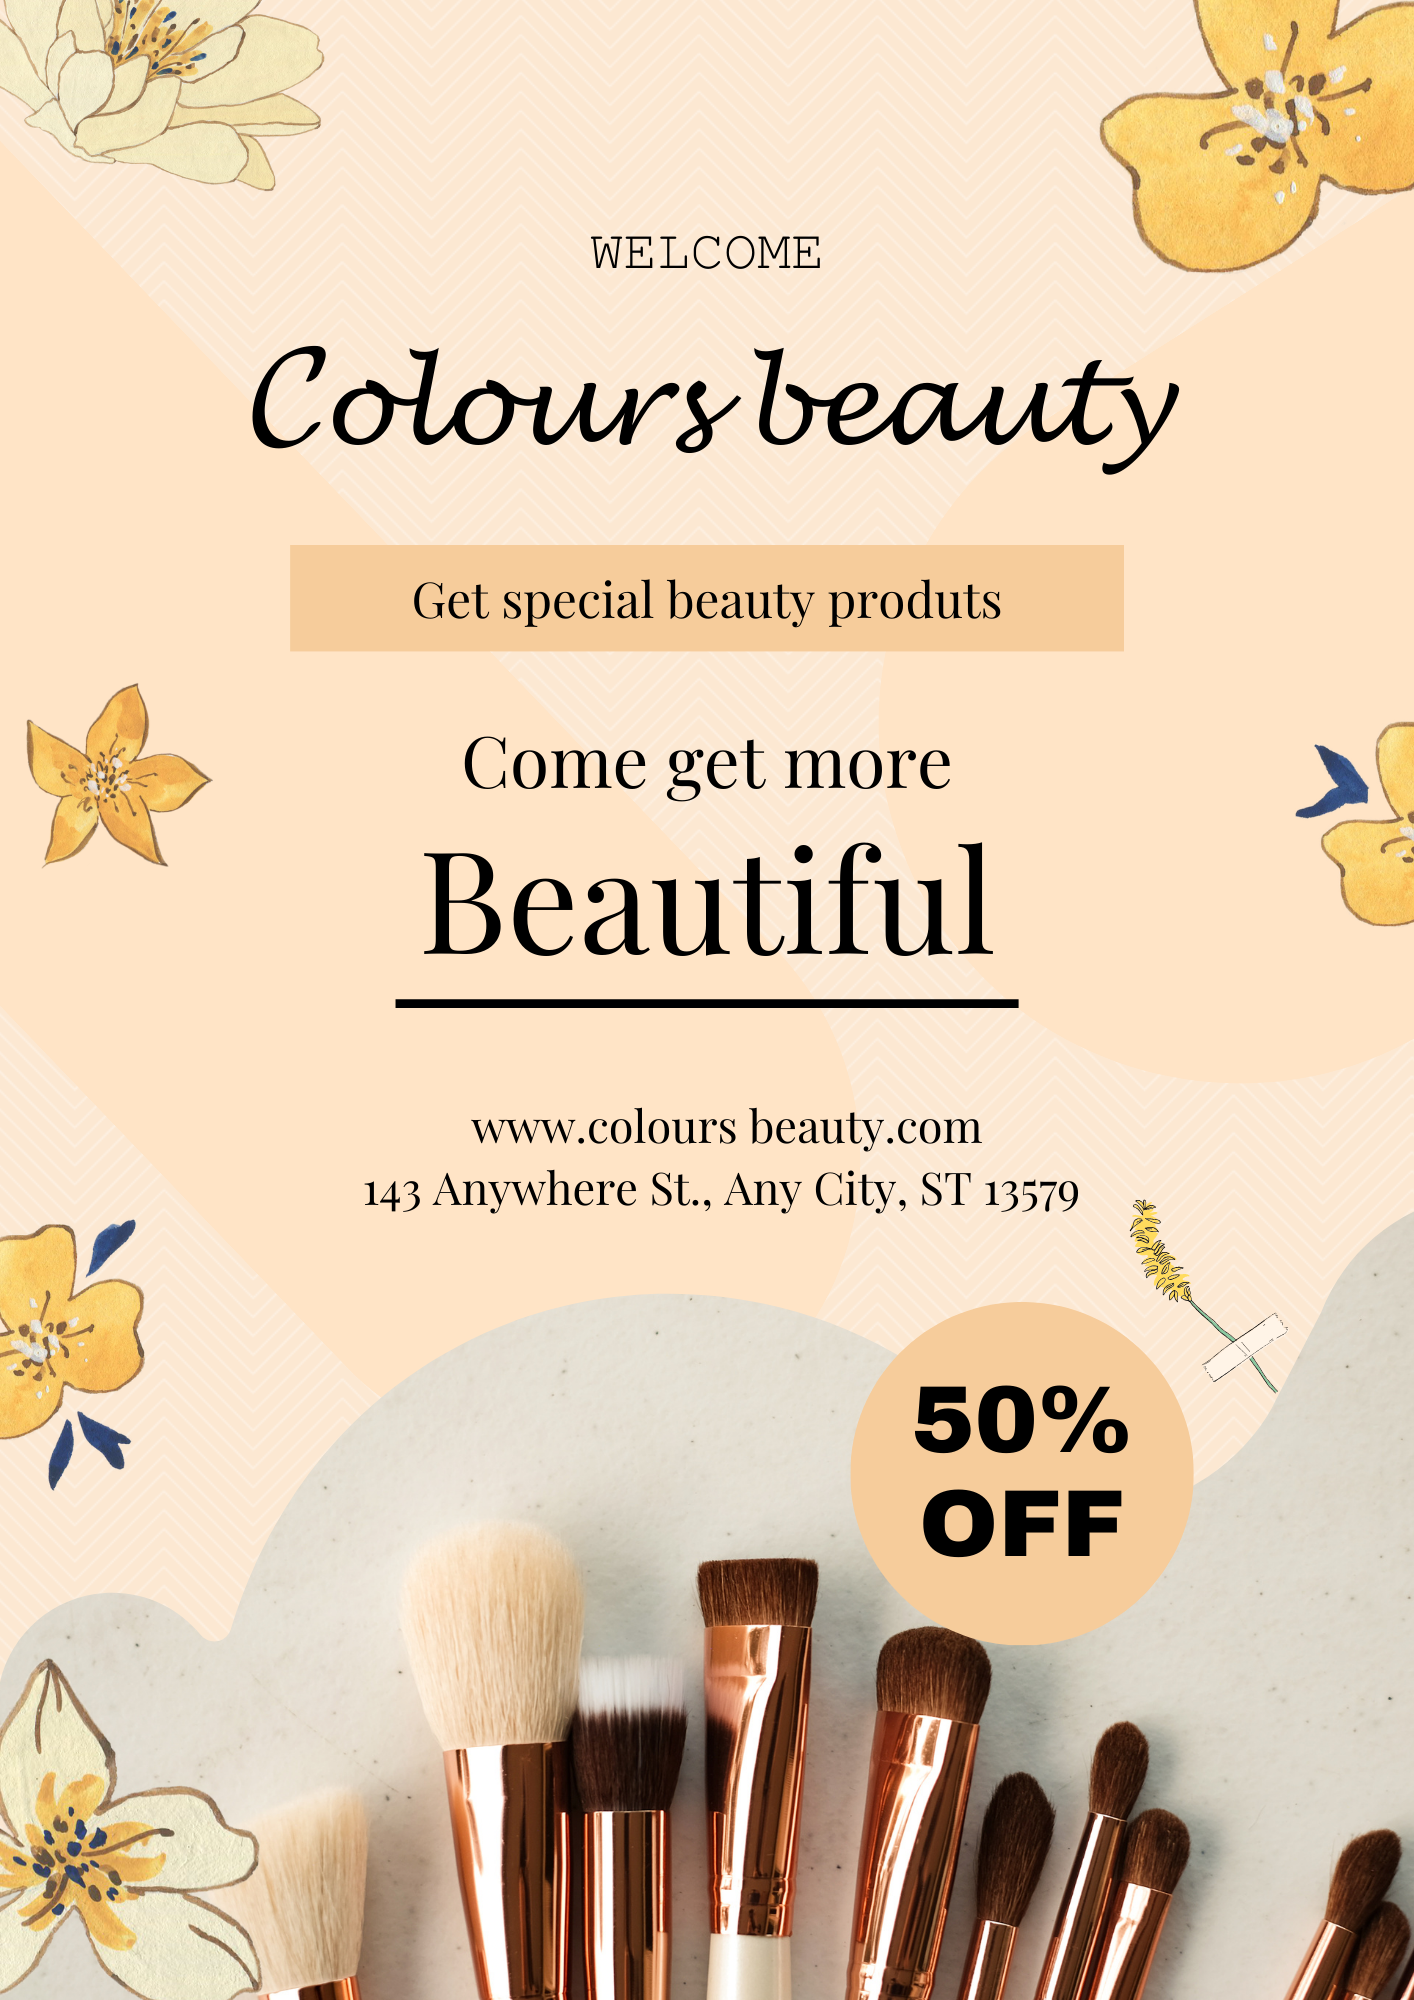 WELCOME
Colours beauty
Get special beauty produts
Come get more
Beautiful
www.colours beauty.com
143 Anywhere St., Any City, ST 13579
50%
OFF